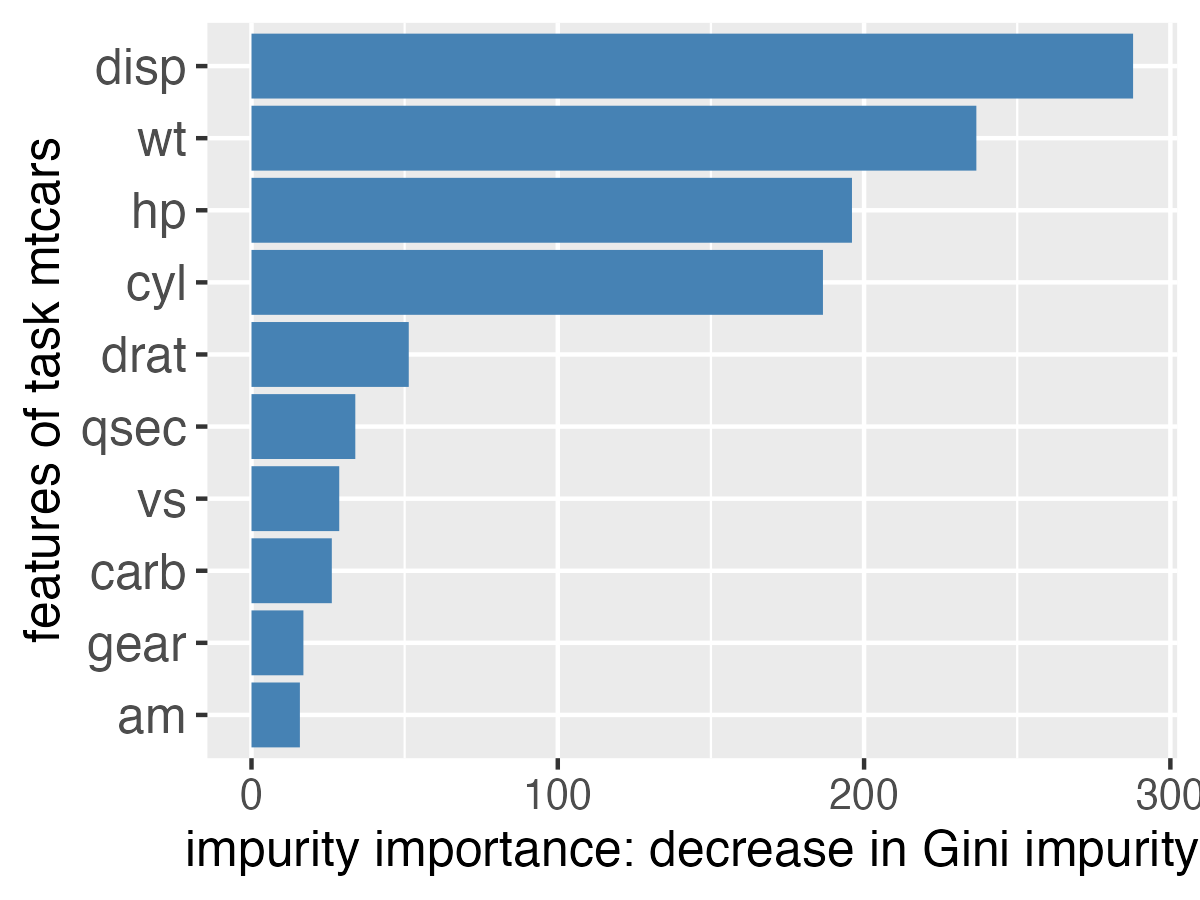 disp
wt
hp
cyl
drat
qsec
vs
carb
gear
am
features of task mtcars
0 100 200 300
impurity importance: decrease in Gini impurity